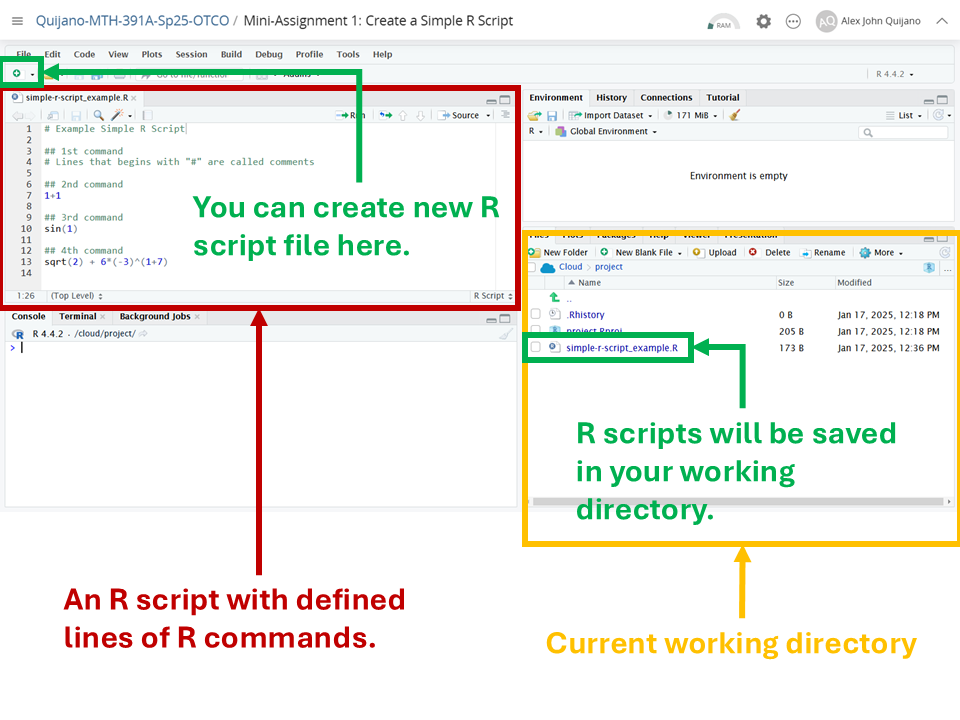 Quijano-MTH-391A-Sp25-OTCO / Mini-Assignment 1: Create a Simple R Script
RAM
AQ Alex John Quijano
File Edit Code View Plots Session Build Debug Profile Tools Help
Go to file/function Addins
R 4.4.2
simple-r-script_example.R
Run Source
1 # Example Simple R Script
2
3 ## 1st command
4 # Lines that begins with "#" are called comments
5
6 ## 2nd command
7 1+1
8
9 ## 3rd command
10 sin(1)
11
12 ## 4th command
13 sqrt(2) + 6*(-3)^(1+7)
14
1:26 (Top Level) R Script
You can create new R
script file here.
Console Terminal Background Jobs
R 4.4.2 · /cloud/project/
>
Environment History Connections Tutorial
Import Dataset 171 MiB List
R Global Environment
Environment is empty
Files Plots Packages Help Viewer Presentation
New Folder New Blank File Upload Delete Rename More
Cloud project
Name Size Modified
..
.Rhistory 0 B Jan 17, 2025, 12:18 PM
project.Rproj 205 B Jan 17, 2025, 12:18 PM
simple-r-script_example.R 173 B Jan 17, 2025, 12:36 PM
R scripts will be saved
in your working
directory.
An R script with defined
lines of R commands.
Current working directory